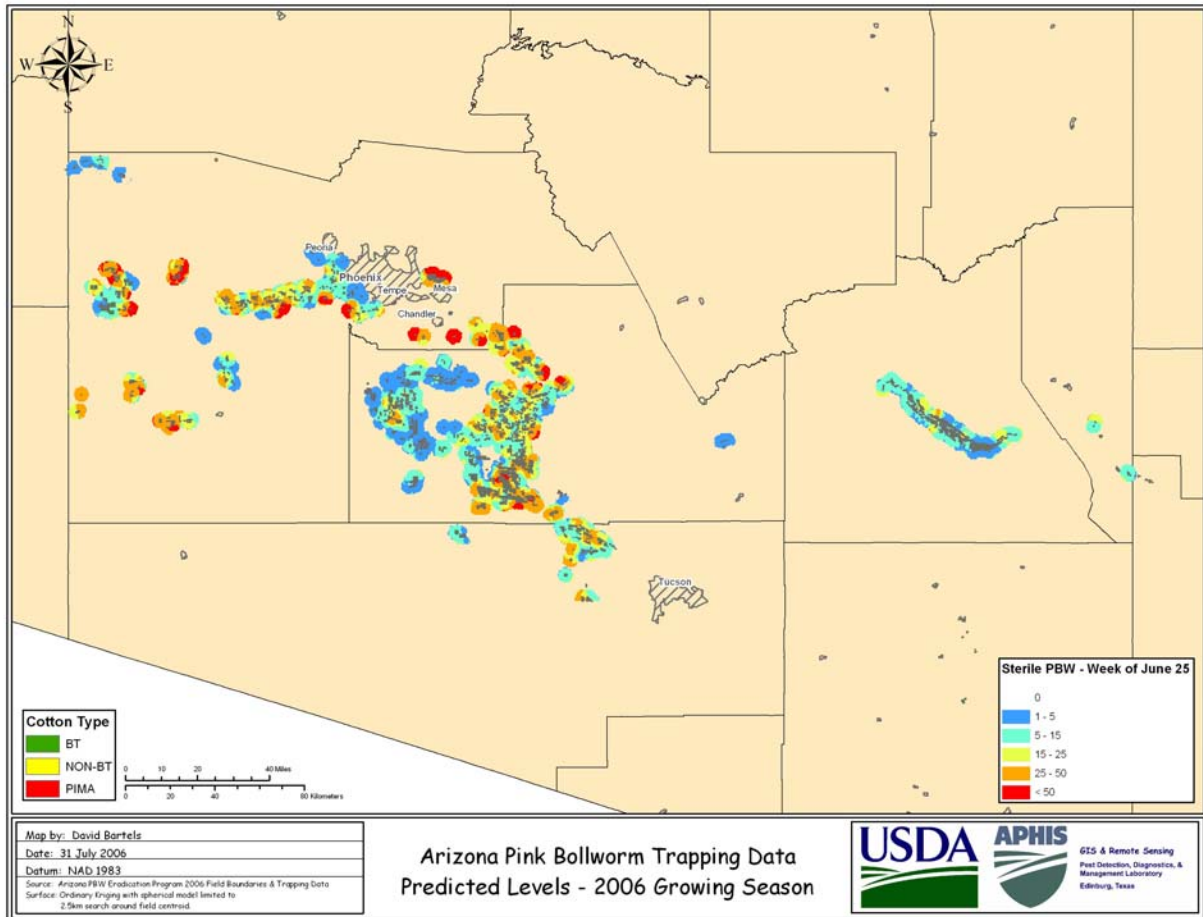 N
W E
S
Peoria
Phoenix
Tempe
Mesa
Chandler
Tucson
Sterile PBW - Week of June 25
0
1 - 5
5 - 15
15 - 25
25 - 50
< 50
Cotton Type
BT
NON-BT
PIMA
0 10 20 40 Miles
0 20 40 80 Kilometers
Map by: David Bartels
Date: 31 July 2006
Datum: NAD 1983
Source: Arizona PBW Eradication Program 2006 Field Boundaries & Trapping Data
Surface: Ordinary Kriging with spherical model limited to
2.5km search around field centroid.
Arizona Pink Bollworm Trapping Data
Predicted Levels - 2006 Growing Season
USDA
APHIS
GIS & Remote Sensing
Pest Detection, Diagnostics, &
Management Laboratory
Edinburg, Texas